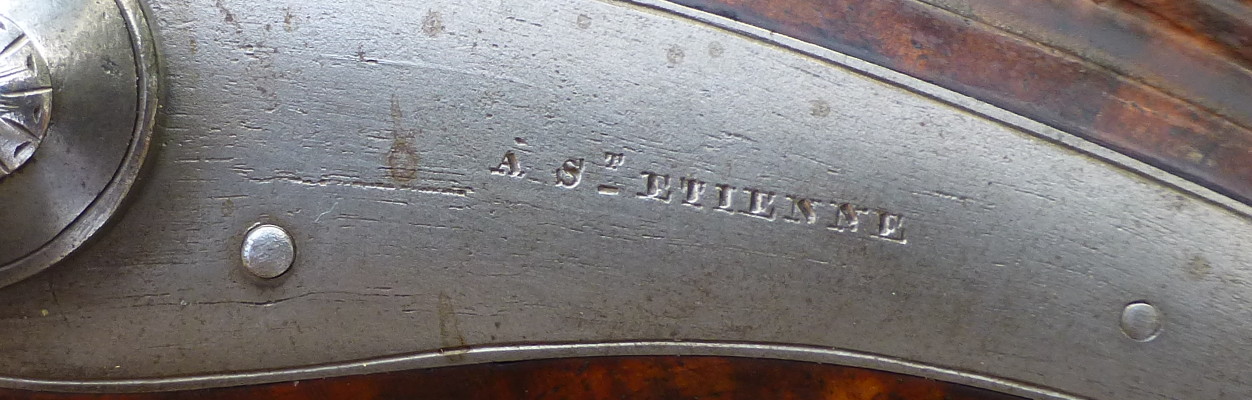 À Sᵀ ETIENNE